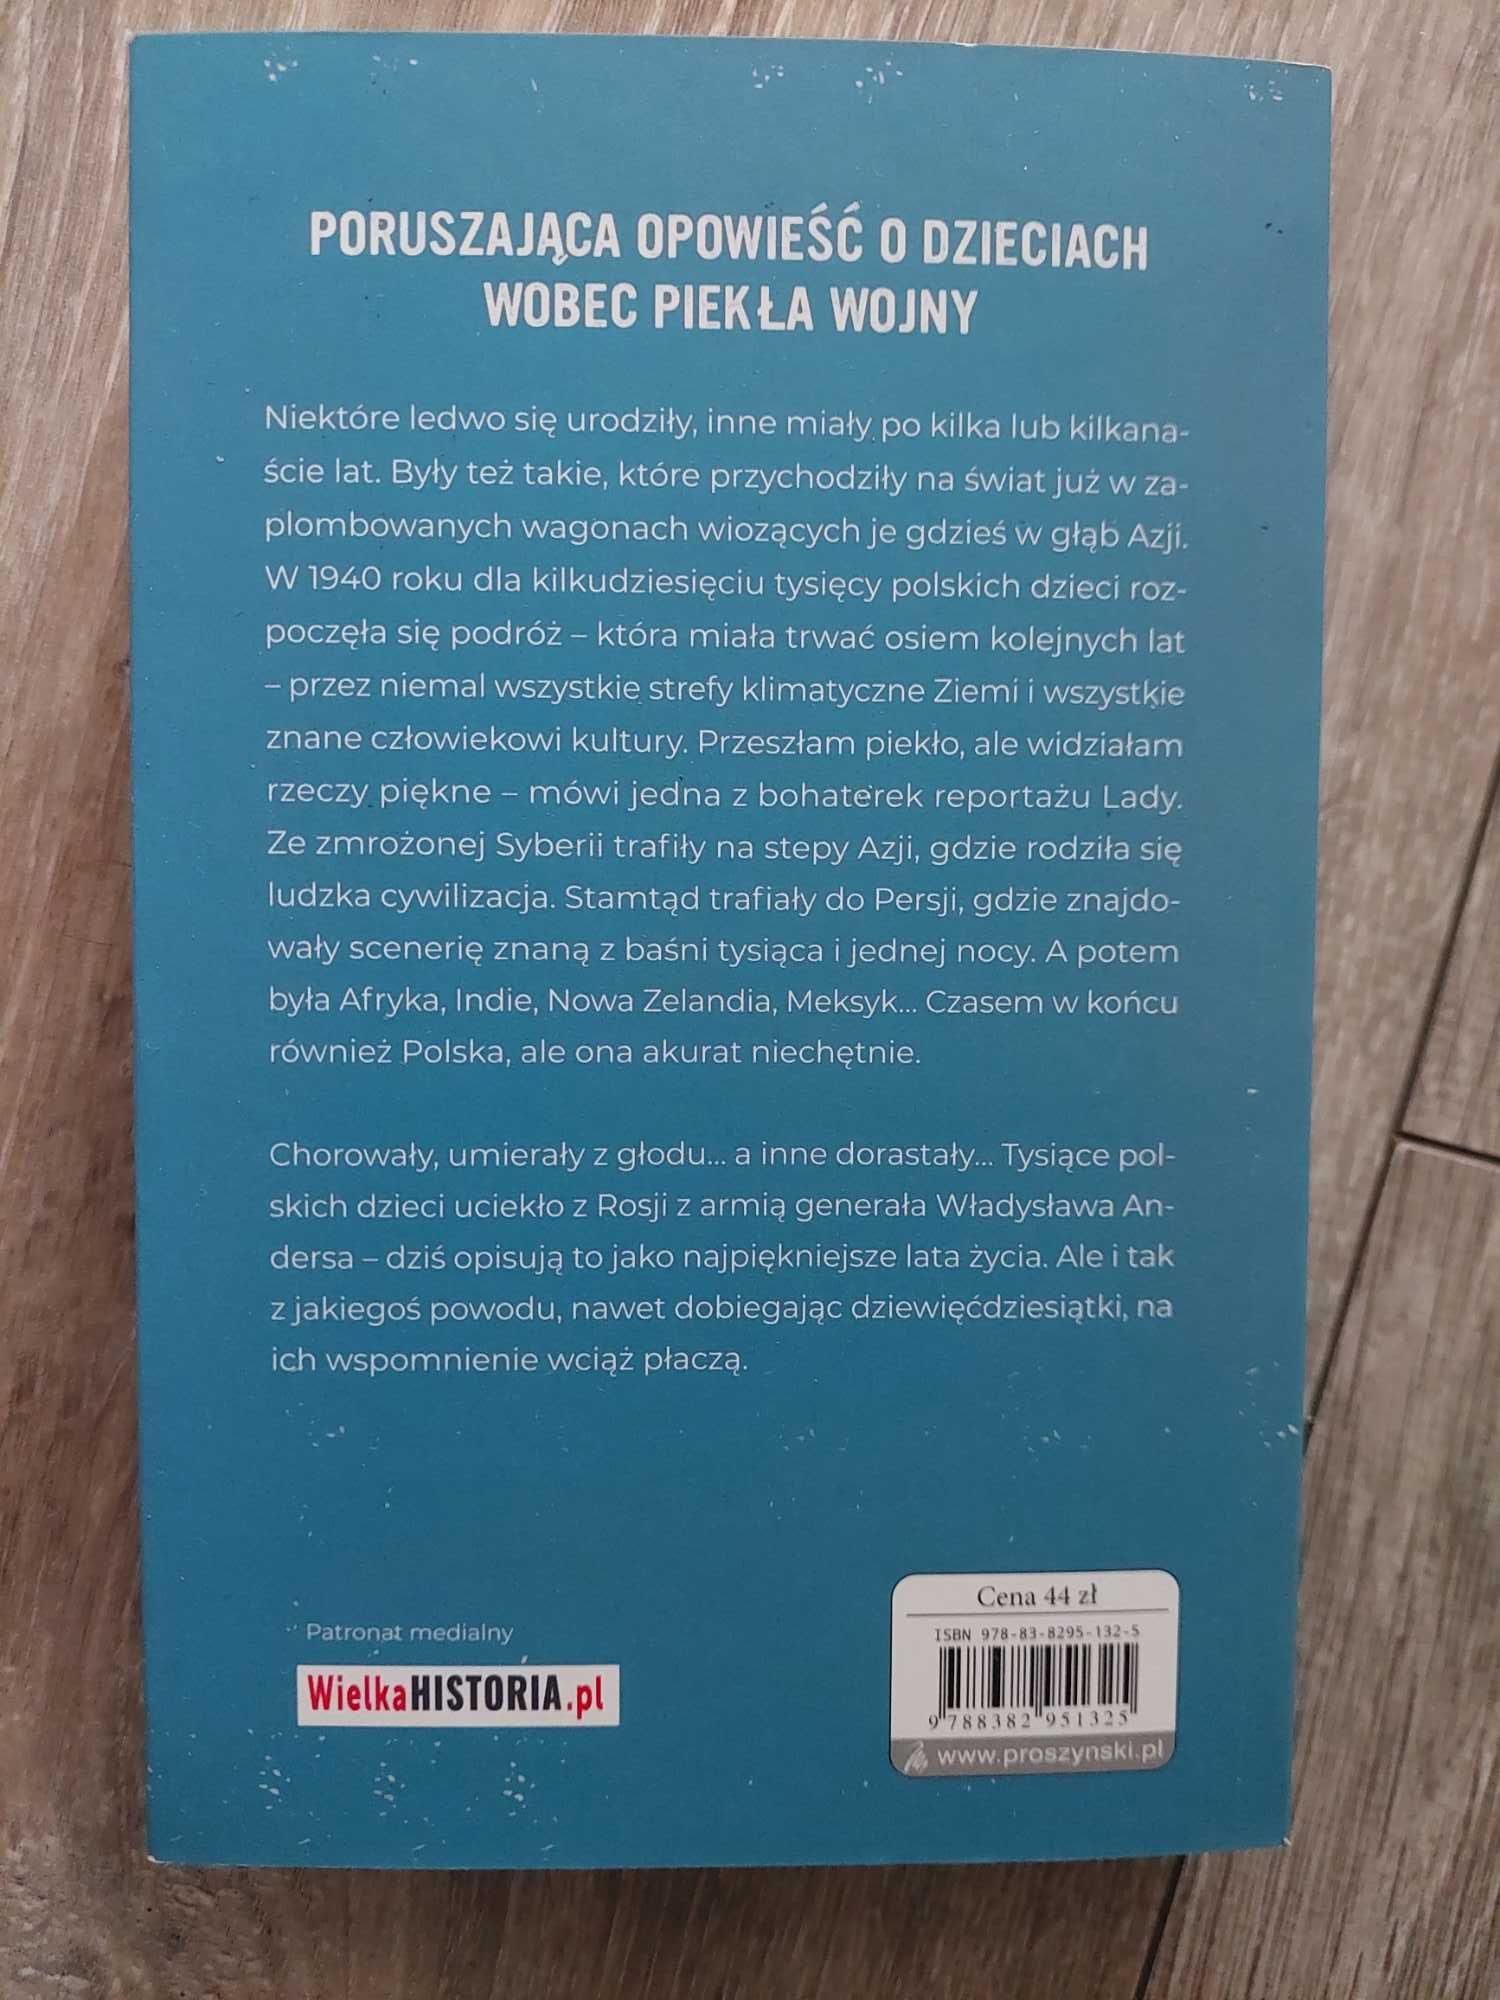 PORUSZAJĄCA OPOWIEŚĆ O DZIECIACH
WOBEC PIEKŁA WOJNY
Niektóre ledwo się urodziły, inne miały po kilka lub kilkana-
ście lat. Były też takie, które przychodziły na świat już w za-
plombowanych wagonach wiozących je gdzieś w głąb Azji.
W 1940 roku dla kilkudziesięciu tysięcy polskich dzieci roz-
poczęła się podróż – która miała trwać osiem kolejnych lat
– przez niemal wszystkie strefy klimatyczne Ziemi i wszystkie
znane człowiekowi kultury. Przeszłam piekło, ale widziałam
rzeczy piękne – mówi jedna z bohaterek reportażu Lady.
Ze zmrożonej Syberii trafiły na stepy Azji, gdzie rodziła się
ludzka cywilizacja. Stamtąd trafiały do Persji, gdzie znajdo-
wały scenerię znaną z baśni tysiąca i jednej nocy. A potem
była Afryka, Indie, Nowa Zelandia, Meksyk... Czasem w końcu
również Polska, ale ona akurat niechętnie.
Chorowały, umierały z głodu... a inne dorastały... Tysiące pol-
skich dzieci uciekło z Rosji z armią generała Władysława An-
dersa – dziś opisują to jako najpiękniejsze lata życia. Ale i tak
z jakiegoś powodu, nawet dobiegając dziewięćdziesiątki, na
ich wspomnienie wciąż płaczą.
Patronat medialny
WielkaHISTORIA.pl
Cena 44 zł
ISBN 978-83-8295-132-5
9 788382 951325
www.proszynski.pl